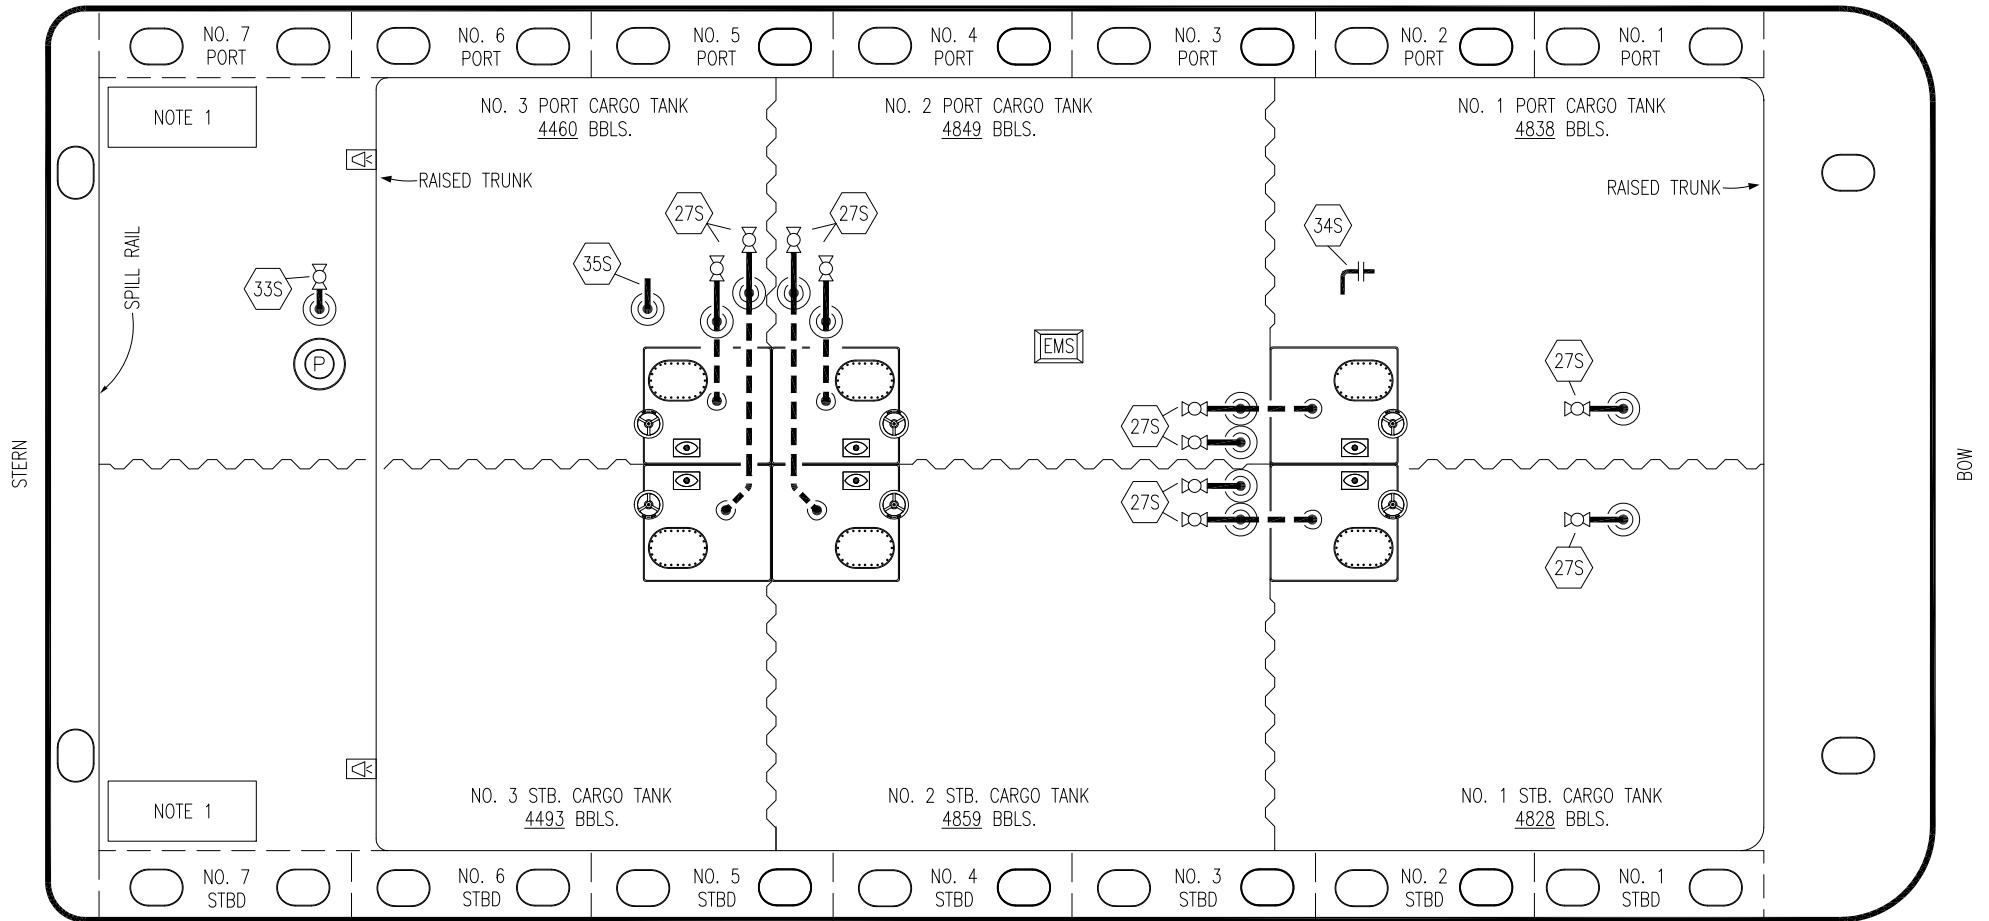 NO. 7
PORT
NO. 6
PORT
NO. 5
PORT
NO. 4
PORT
NO. 3
PORT
NO. 2
PORT
NO. 1
PORT
NOTE 1
NO. 3 PORT CARGO TANK
4460 BBLS.
NO. 2 PORT CARGO TANK
4849 BBLS.
NO. 1 PORT CARGO TANK
4838 BBLS.
RAISED TRUNK
RAISED TRUNK
SPILL RAIL
27S
27S
34S
35S
33S
P
EMS
27S
27S
27S
27S
STERN
BOW
NO. 3 STB. CARGO TANK
4493 BBLS.
NO. 2 STB. CARGO TANK
4859 BBLS.
NO. 1 STB. CARGO TANK
4828 BBLS.
NOTE 1
NO. 7
STBD
NO. 6
STBD
NO. 5
STBD
NO. 4
STBD
NO. 3
STBD
NO. 2
STBD
NO. 1
STBD